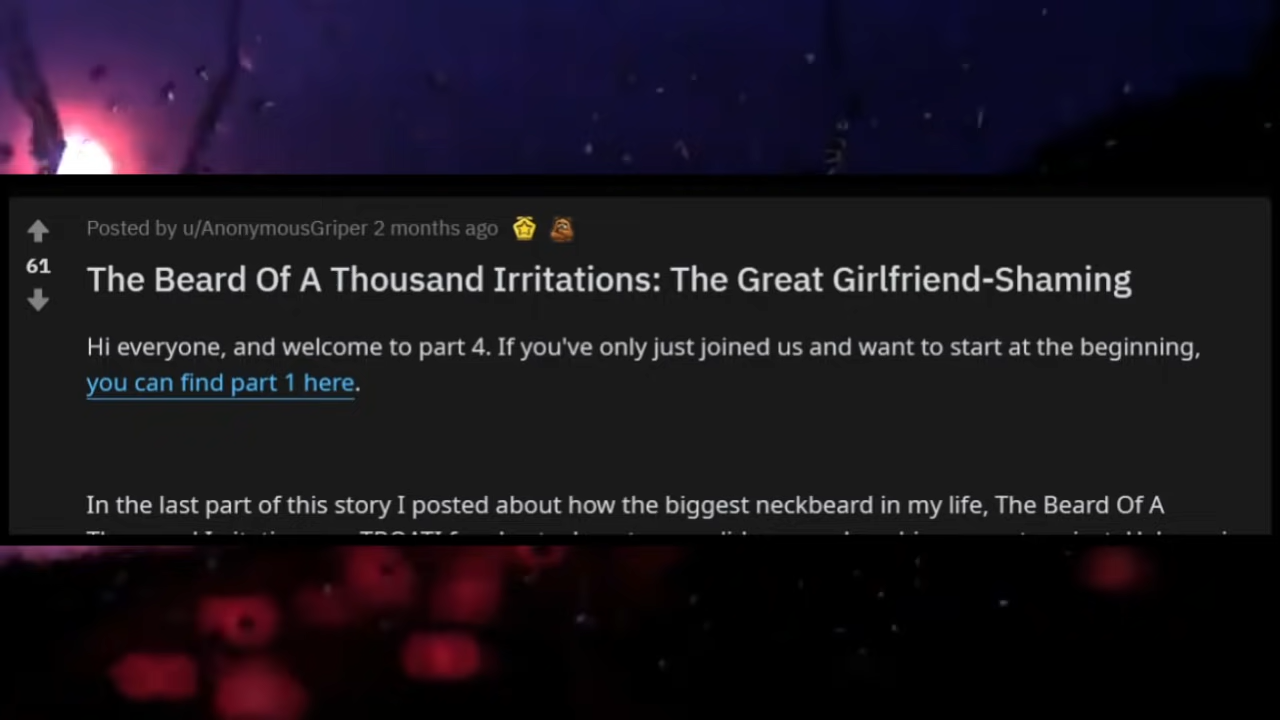 Posted by u/AnonymousGriper 2 months ago
61
The Beard Of A Thousand Irritations: The Great Girlfriend-Shaming
Hi everyone, and welcome to part 4. If you've only just joined us and want to start at the beginning,
you can find part 1 here.
In the last part of this story I posted about how the biggest neckbeard in my life, The Beard Of A